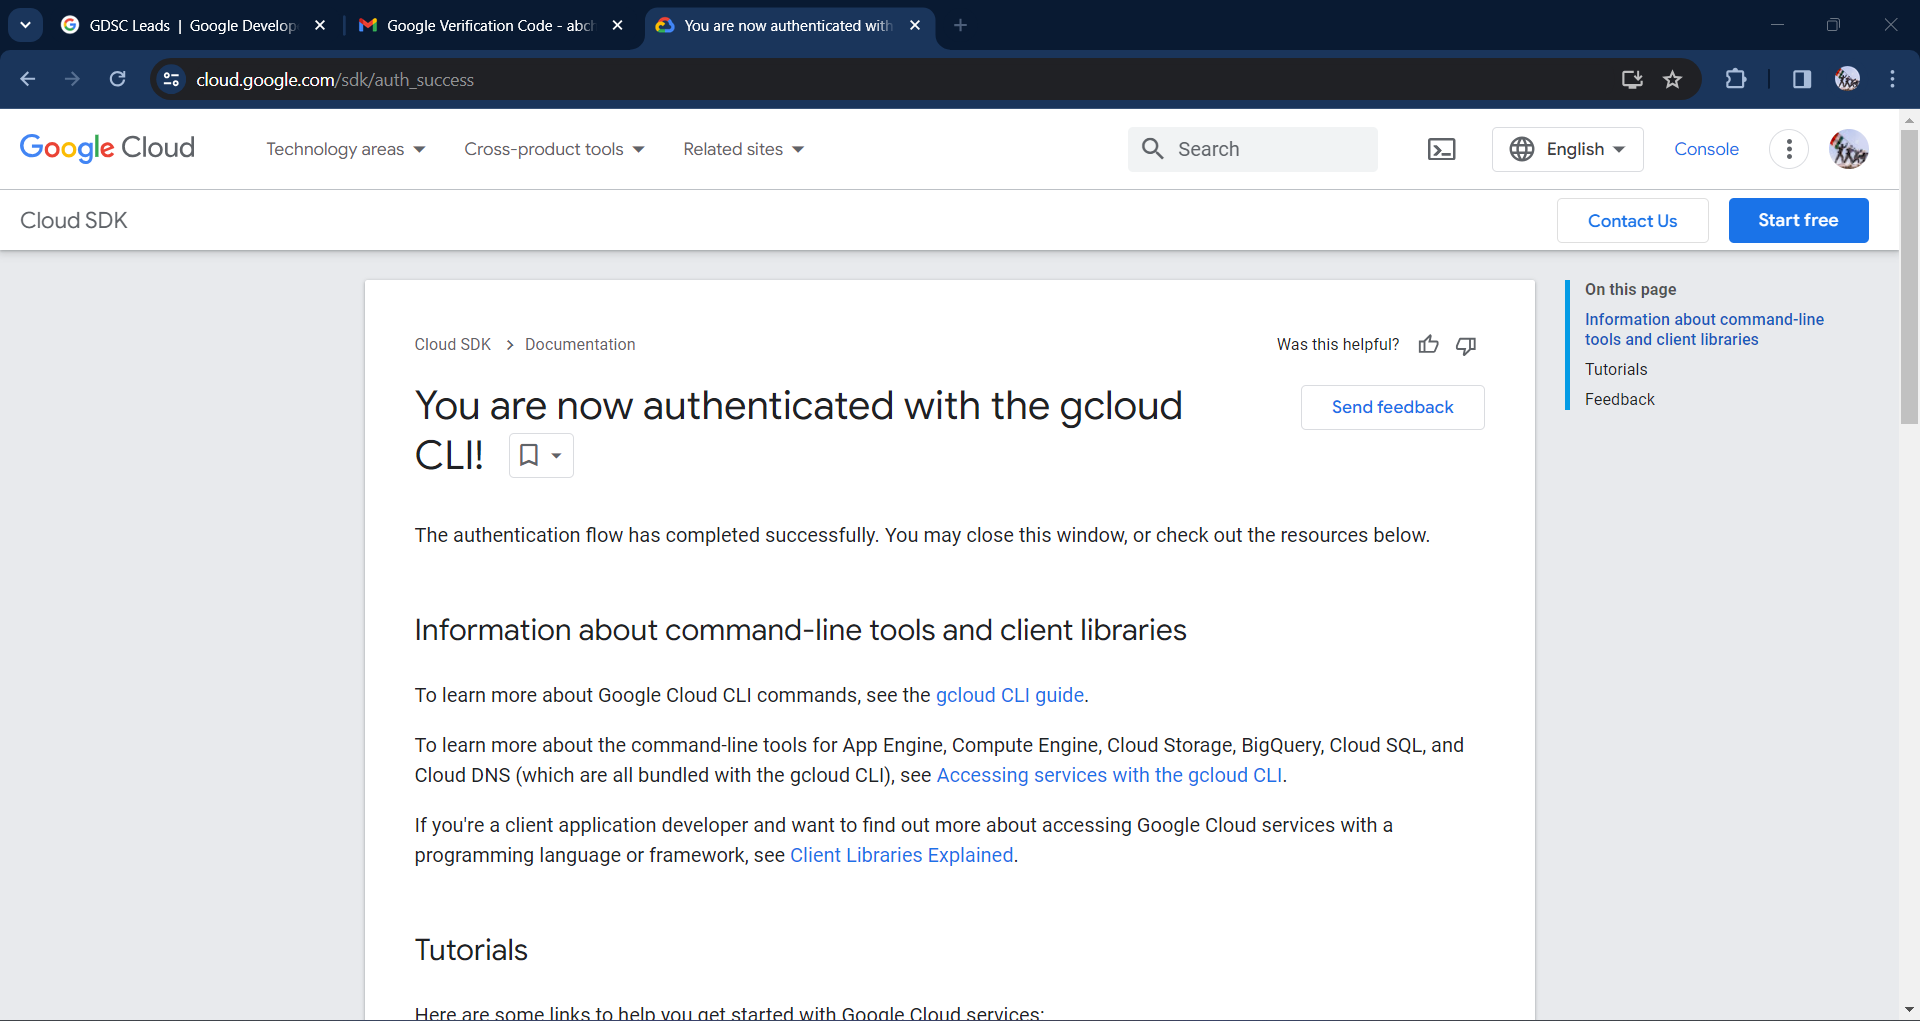 GDSC Leads | Google Develop
Google Verification Code - abch
You are now authenticated with
cloud.google.com/sdk/auth_success
Google Cloud
Technology areas
Cross-product tools
Related sites
Search
English
Console
Cloud SDK
Contact Us
Start free
Cloud SDK > Documentation
Was this helpful?
You are now authenticated with the gcloud
CLI!
Send feedback
The authentication flow has completed successfully. You may close this window, or check out the resources below.
Information about command-line tools and client libraries
To learn more about Google Cloud CLI commands, see the gcloud CLI guide.
To learn more about the command-line tools for App Engine, Compute Engine, Cloud Storage, BigQuery, Cloud SQL, and
Cloud DNS (which are all bundled with the gcloud CLI), see Accessing services with the gcloud CLI.
If you're a client application developer and want to find out more about accessing Google Cloud services with a
programming language or framework, see Client Libraries Explained.
Tutorials
Here are some links to help you get started with Google Cloud services:
On this page
Information about command-line
tools and client libraries
Tutorials
Feedback